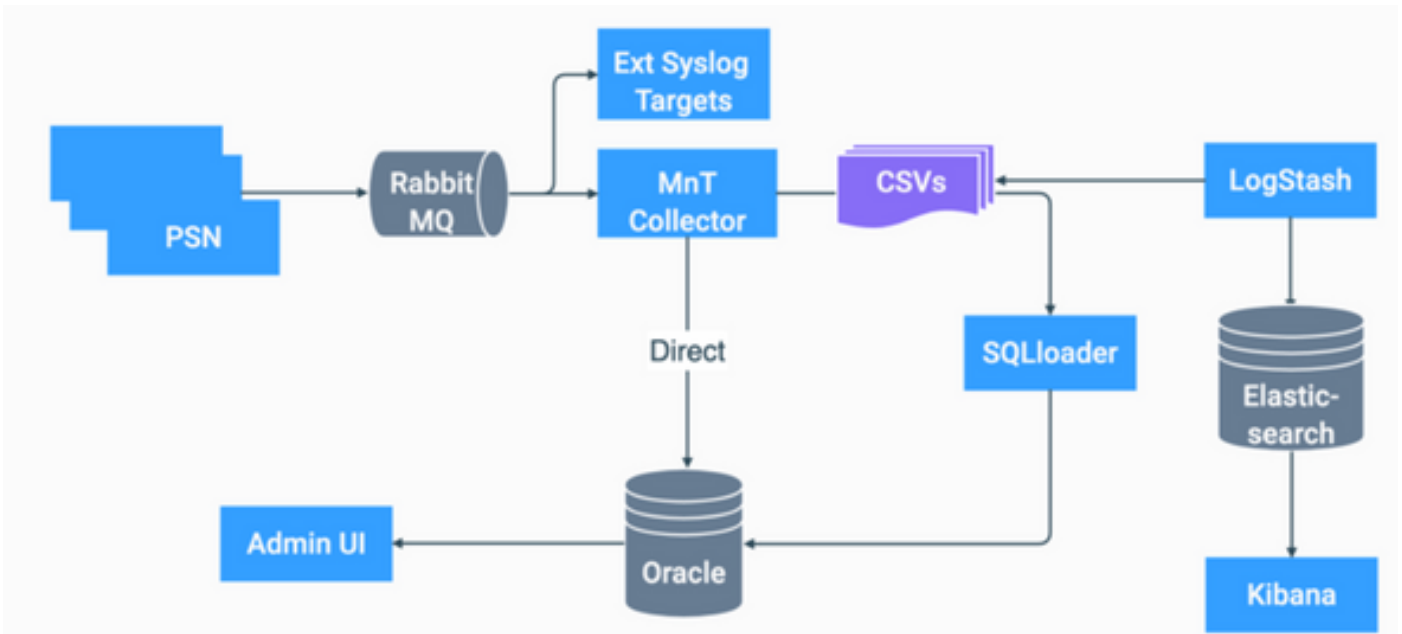 Ext Syslog
Targets
PSN
Rabbit
MQ
MnT
Collector
CSVs
LogStash
Direct
SQLloader
Elastic-
search
Admin UI
Oracle
Kibana